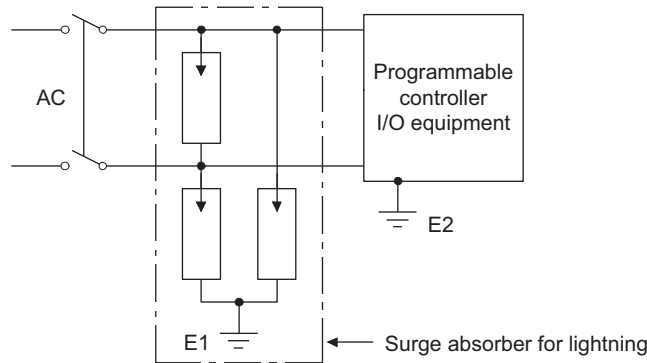 Programmable
controller
I/O equipment
AC
E2
E1
Surge absorber for lightning